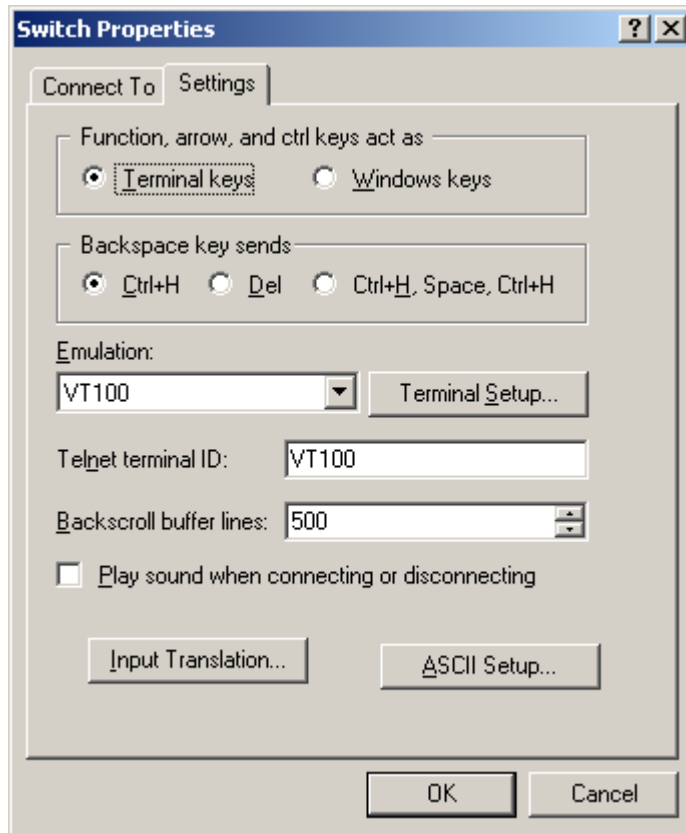 Switch Properties
Connect To Settings
Function, arrow, and ctrl keys act as
Terminal keys Windows keys
Backspace key sends
Ctrl+H Del Ctrl+H, Space, Ctrl+H
Emulation:
VT100 Terminal Setup...
Telnet terminal ID: VT100
Backscroll buffer lines: 500
Play sound when connecting or disconnecting
Input Translation... ASCII Setup...
OK Cancel